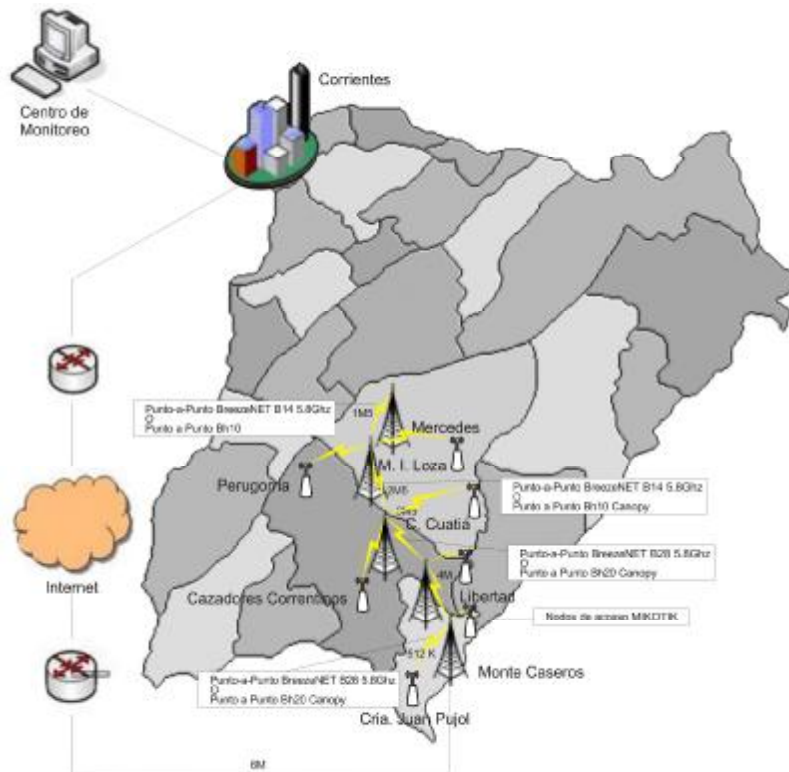 Corrientes
Centro de
Monitoreo
Punto-a-Punto BreezeNET B14 5.8Ghz
O
Punto a Punto Bh10
1M5
Mercedes
M. I. Loza
Perugorria
Punto-a-Punto BreezeNET B14 5.8Ghz
O
Punto a Punto Bh10 Canopy
C. Cuatia
Punto-a-Punto BreezeNET B28 5.8Ghz
O
Punto a Punto Bh20 Canopy
Internet
4M
Cazadores Correntinos
Libertad
Nodos de acceso MIKOTIK
512 K
Monte Caseros
Punto-a-Punto BreezeNET B28 5.8Ghz
O
Punto a Punto Bh20 Canopy
Cria. Juan Pujol